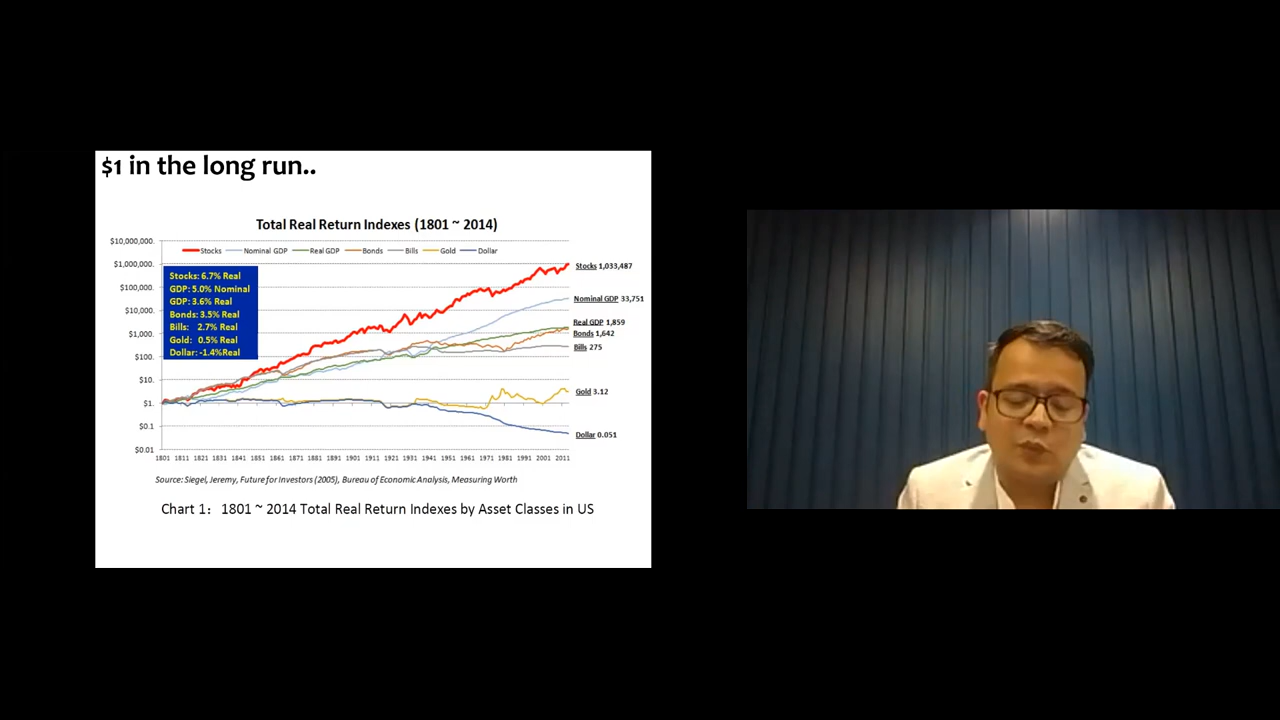 $1 in the long run..
Total Real Return Indexes (1801 ~ 2014)
$10,000,000.
$1,000,000.
$100,000.
$10,000.
$1,000.
$100.
$10.
$1.
$0.1
$0.01
Stocks Nominal GDP Real GDP Bonds Bills Gold Dollar
Stocks: 6.7% Real
GDP: 5.0% Nominal
GDP: 3.6% Real
Bonds: 3.5% Real
Bills: 2.7% Real
Gold: 0.5% Real
Dollar: -1.4%Real
Stocks 1,033,487
Nominal GDP 33,751
Real GDP 1,859
Bonds 1,642
Bills 275
Gold 3.12
Dollar 0.051
1801 1811 1821 1831 1841 1851 1861 1871 1881 1891 1901 1911 1921 1931 1941 1951 1961 1971 1981 1991 2001 2011
Source: Siegel, Jeremy, Future for Investors (2005), Bureau of Economic Analysis, Measuring Worth
Chart 1： 1801 ~ 2014 Total Real Return Indexes by Asset Classes in US